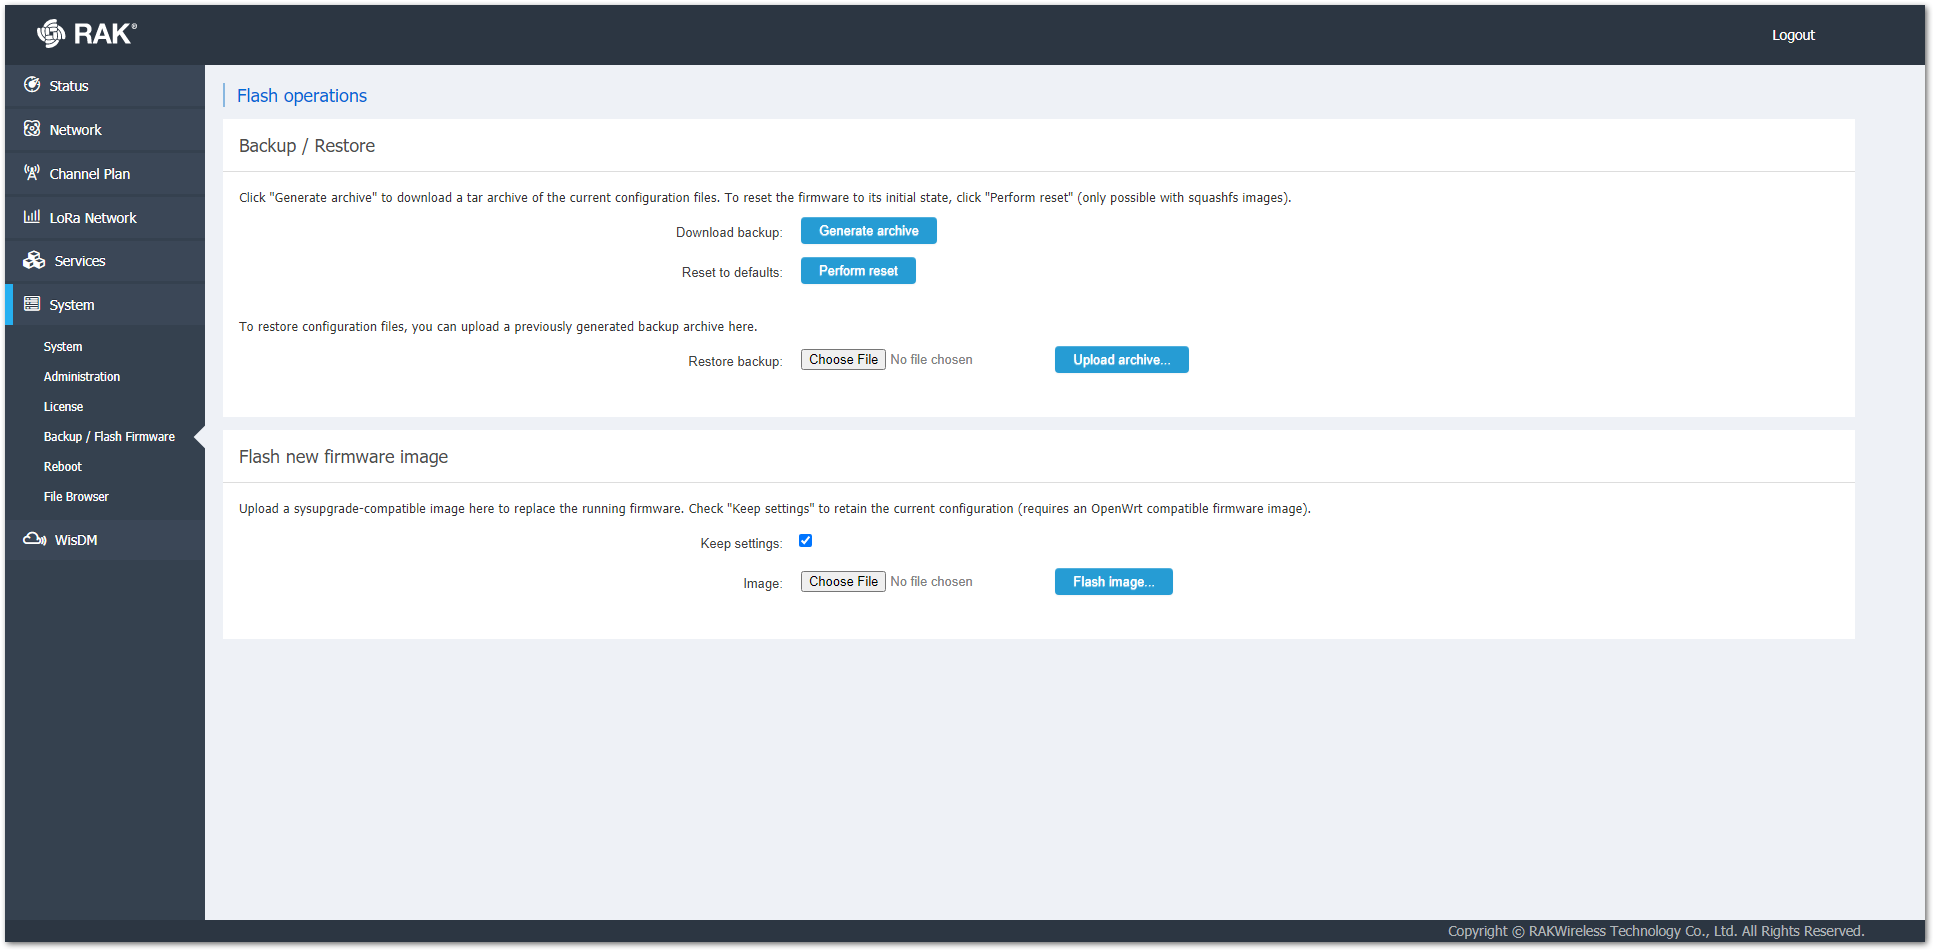 RAK®
Logout
Status
Network
Channel Plan
LoRa Network
Services
System
System
Administration
License
Backup / Flash Firmware
Reboot
File Browser
WisDM
Flash operations
Backup / Restore
Click "Generate archive" to download a tar archive of the current configuration files. To reset the firmware to its initial state, click "Perform reset" (only possible with squashfs images).
Download backup: Generate archive
Reset to defaults: Perform reset
To restore configuration files, you can upload a previously generated backup archive here.
Restore backup: Choose File No file chosen Upload archive...
Flash new firmware image
Upload a sysupgrade-compatible image here to replace the running firmware. Check "Keep settings" to retain the current configuration (requires an OpenWrt compatible firmware image).
Keep settings:
Image: Choose File No file chosen Flash image...
Copyright © RAKWireless Technology Co., Ltd. All Rights Reserved.